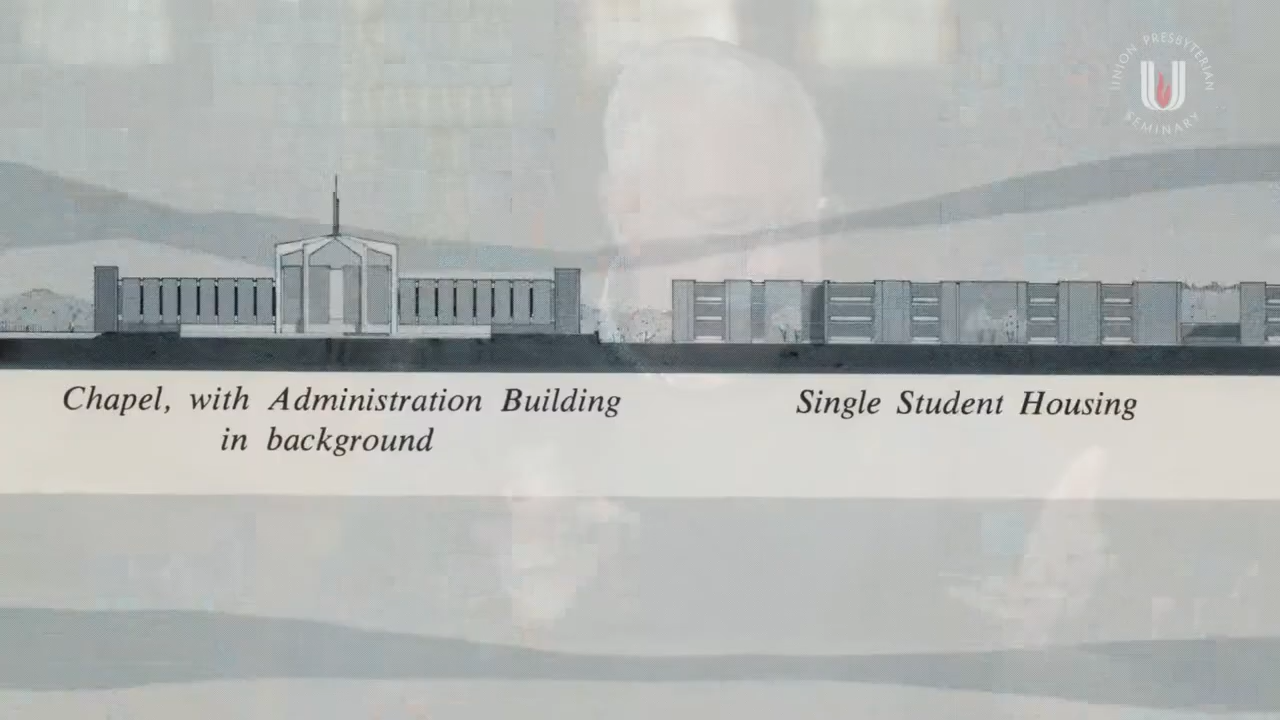 UNION PRESBYTERIAN
SEMINARY
Chapel, with Administration Building
in background
Single Student Housing